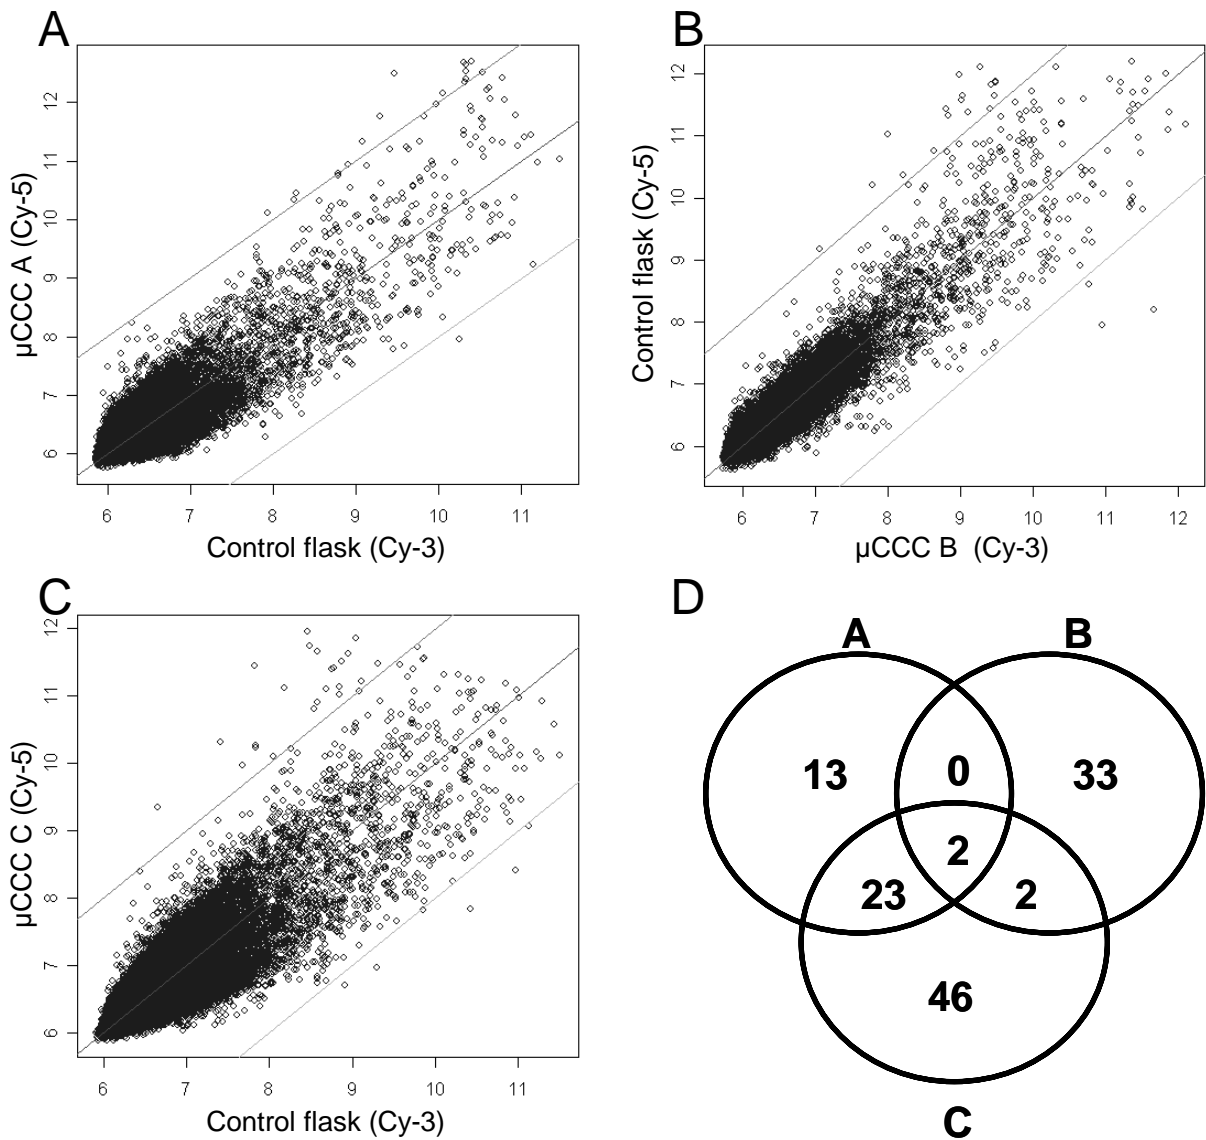 A
µCCC A (Cy-5)
6 7 8 9 10 11 12
6 7 8 9 10 11
Control flask (Cy-3)
B
Control flask (Cy-5)
6 7 8 9 10 11 12
6 7 8 9 10 11 12
µCCC B (Cy-3)
C
µCCC C (Cy-5)
6 7 8 9 10 11 12
6 7 8 9 10 11
Control flask (Cy-3)
D
A B
13 0 33
2
23 2
46
C